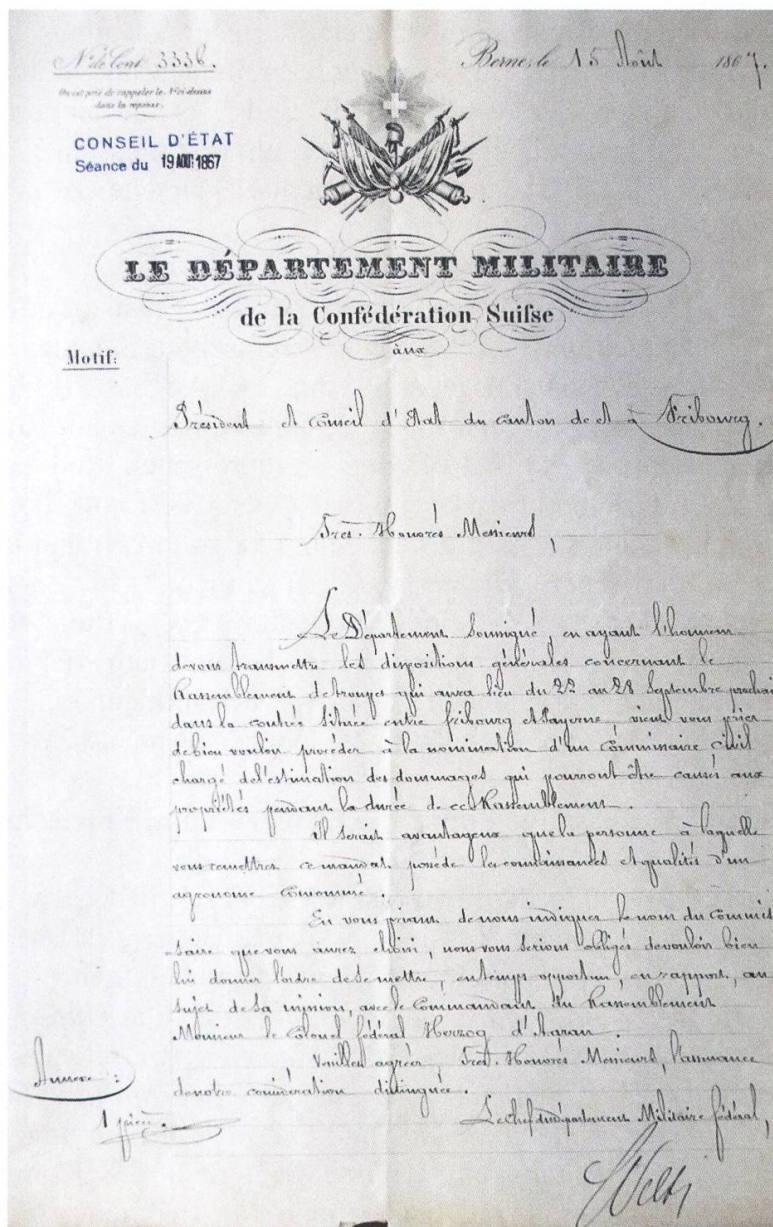 N° de Cont. 3338.
On est prié de rappeler le N° ci-dessus
dans la réponse.
Berne, le 15 Août 1867.
CONSEIL D'ÉTAT
Séance du 19 AOUT 1867
LE DÉPARTEMENT MILITAIRE
de la Confédération Suiſse
aux
Motif:
Président et Conseil d'Etat du canton de et à Fribourg.
Très-Honorés Messieurs,
Le Département soussigné, en ayant l'honneur
de vous transmettre les dispositions générales concernant le
Rassemblement de troupes qui aura lieu du 22 au 28 Septembre prochain
dans la contrée située entre Fribourg et Payerne, vient vous prier
de bien vouloir procéder à la nomination d'un Commissaire civil
chargé de l'estimation des dommages qui pourront être causés aux
propriétés pendant la durée de ce Rassemblement.
Il serait avantageux que la personne à laquelle
vous remettrez ce mandat possède les connaissances et qualités d'un
agronome consommé.
En vous priant de nous indiquer le nom du Commis
saire que vous aurez choisi, nous vous serions obligés de vouloir bien
lui donner l'ordre de se mettre, en temps opportun, en rapport, au
sujet de sa mission, avec le Commandant du Rassemblement
Monsieur le Colonel fédéral Herzog d'Aarau.
Veuillez agréer, Très-Honorés Messieurs, l'assurance
de notre considération distinguée.
Annexe:
1 pièce.
Le chef du département Militaire fédéral,
Welti